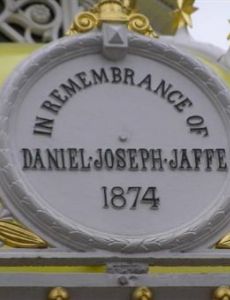 IN REMEMBRANCE OF
DANIEL·JOSEPH·JAFFE
1874